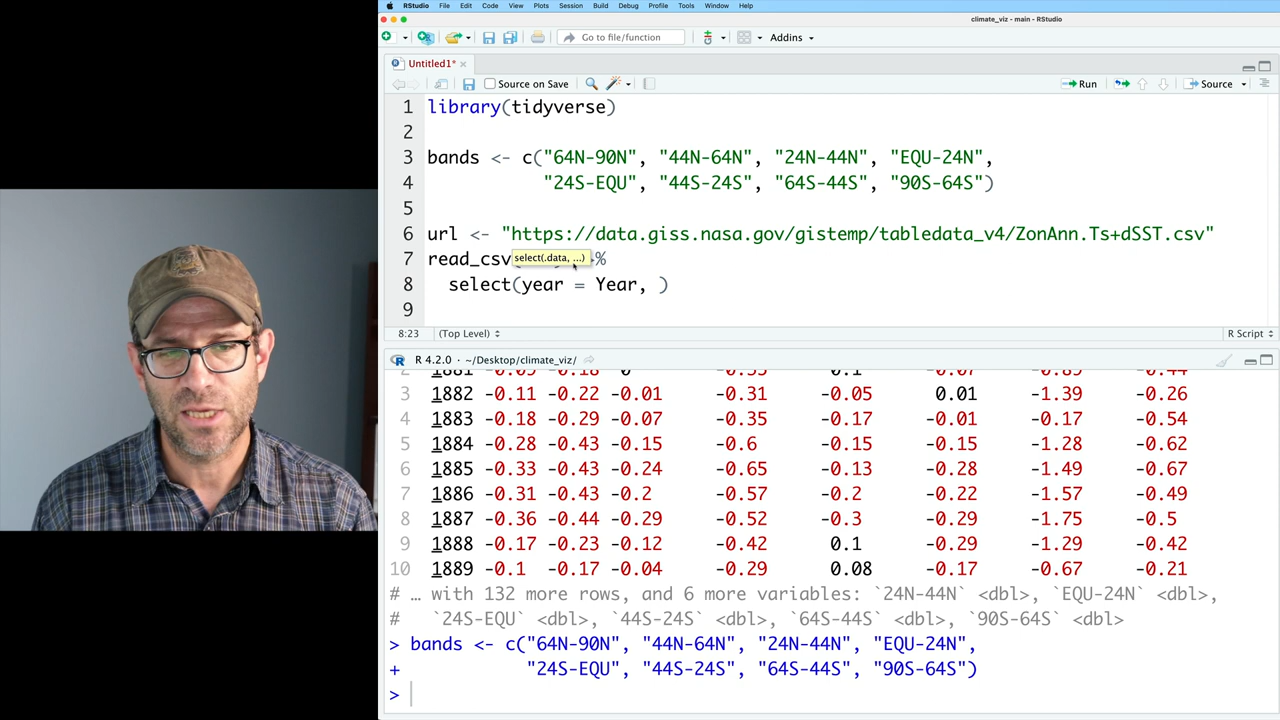 RStudio File Edit Code View Plots Session Build Debug Profile Tools Window Help
climate_viz - main - RStudio
Go to file/function Addins
Untitled1*
Source on Save Run Source
1 library(tidyverse)
2
3 bands <- c("64N-90N", "44N-64N", "24N-44N", "EQU-24N",
4 "24S-EQU", "44S-24S", "64S-44S", "90S-64S")
5
6 url <- "https://data.giss.nasa.gov/gistemp/tabledata_v4/ZonAnn.Ts+dSST.csv"
7 read_csv %
select(.data, ...)
8 select(year = Year, )
9
8:23 (Top Level) R Script
R 4.2.0 · ~/Desktop/climate_viz/
3 1882 -0.11 -0.22 -0.01 -0.31 -0.05 0.01 -1.39 -0.26
4 1883 -0.18 -0.29 -0.07 -0.35 -0.17 -0.01 -0.17 -0.54
5 1884 -0.28 -0.43 -0.15 -0.6 -0.15 -0.15 -1.28 -0.62
6 1885 -0.33 -0.43 -0.24 -0.65 -0.13 -0.28 -1.49 -0.67
7 1886 -0.31 -0.43 -0.2 -0.57 -0.2 -0.22 -1.57 -0.49
8 1887 -0.36 -0.44 -0.29 -0.52 -0.3 -0.29 -1.75 -0.5
9 1888 -0.17 -0.23 -0.12 -0.42 0.1 -0.29 -1.29 -0.42
10 1889 -0.1 -0.17 -0.04 -0.29 0.08 -0.17 -0.67 -0.21
# … with 132 more rows, and 6 more variables: `24N-44N` <dbl>, `EQU-24N` <dbl>,
# `24S-EQU` <dbl>, `44S-24S` <dbl>, `64S-44S` <dbl>, `90S-64S` <dbl>
> bands <- c("64N-90N", "44N-64N", "24N-44N", "EQU-24N",
+ "24S-EQU", "44S-24S", "64S-44S", "90S-64S")
>